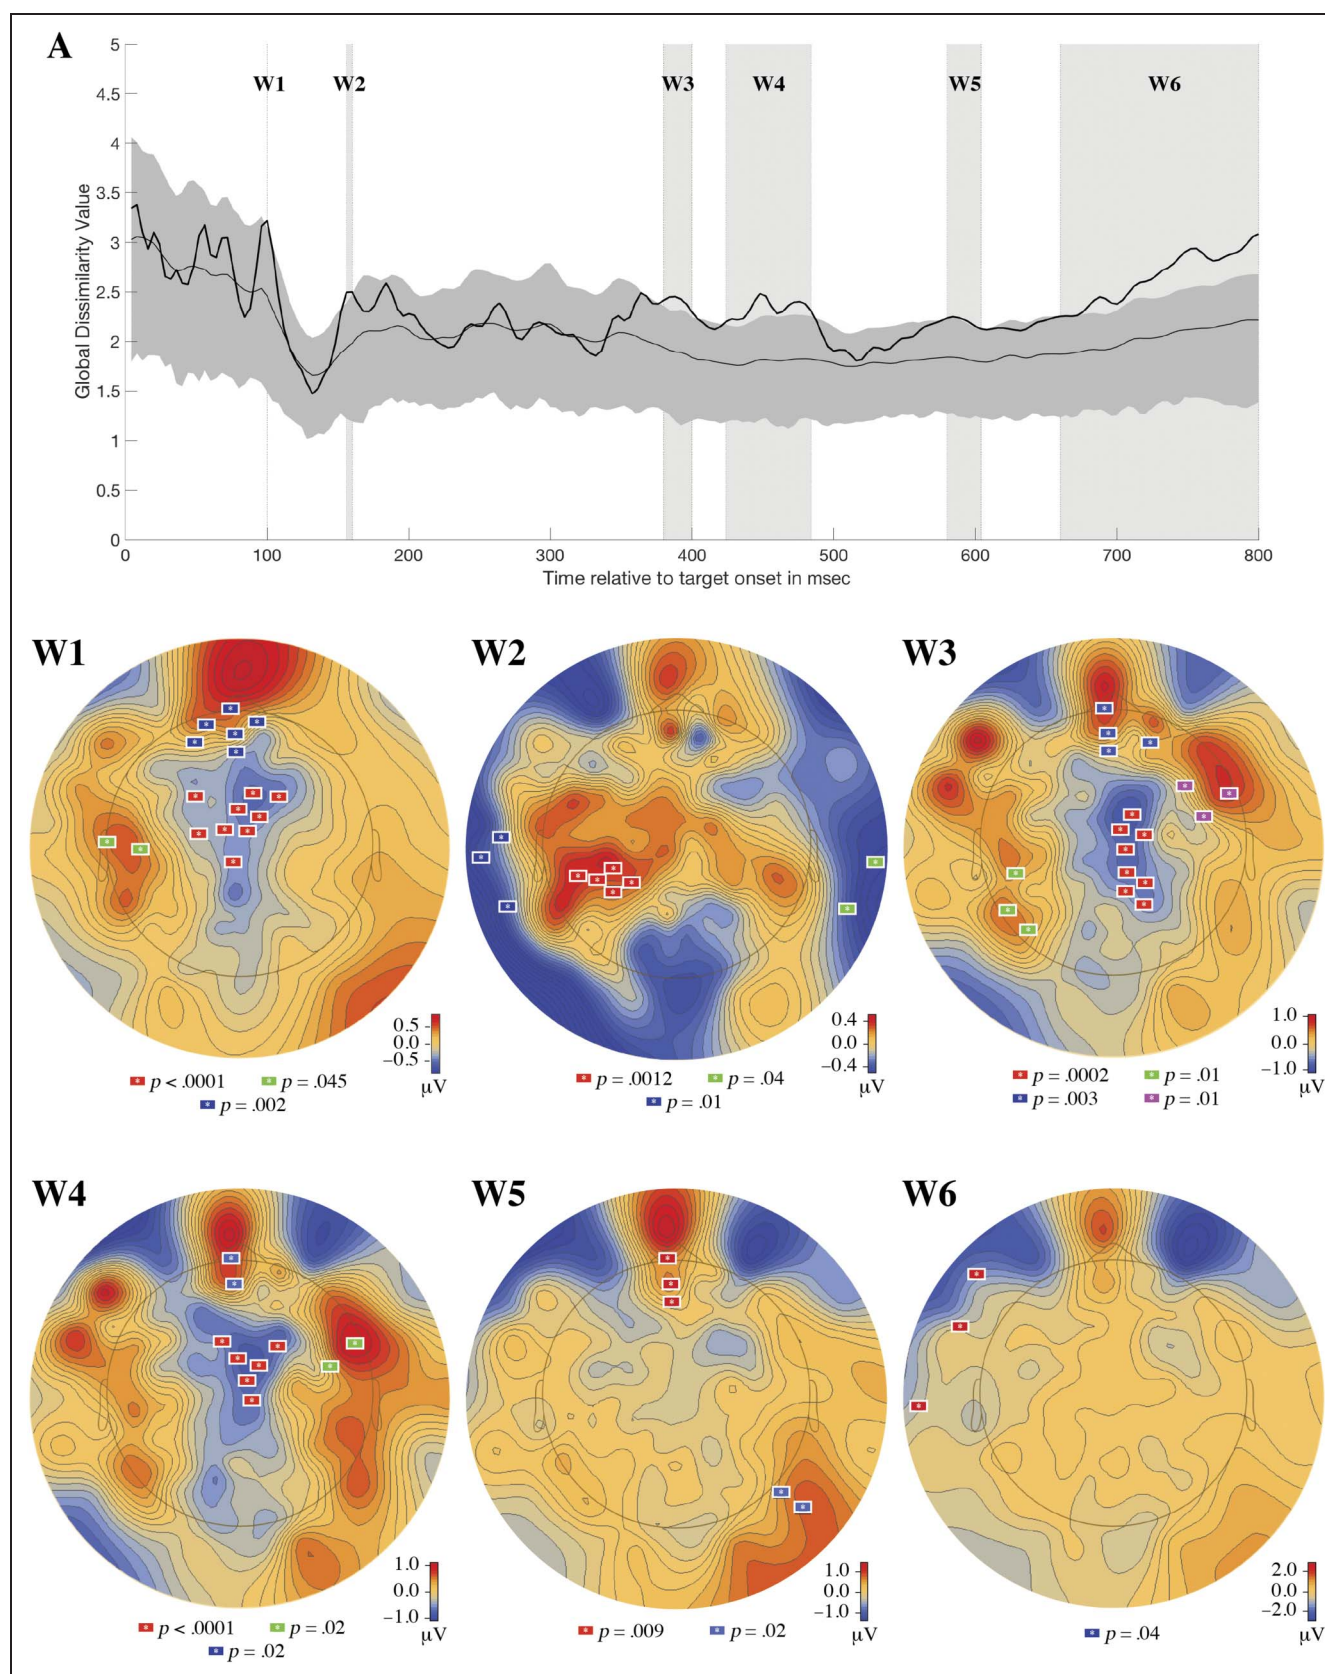 A
5
4.5
4
3.5
3
2.5
2
1.5
1
0.5
0
Global Dissimilarity Value
W1 W2 W3 W4 W5 W6
0 100 200 300 400 500 600 700 800
Time relative to target onset in msec
W1
0.5
0.0
−0.5
μV
* p < .0001 * p = .045
* p = .002
W2
0.4
0.0
−0.4
μV
* p = .0012 * p = .04
* p = .01
W3
1.0
0.0
−1.0
μV
* p = .0002 * p = .01
* p = .003 * p = .01
W4
1.0
0.0
−1.0
μV
* p < .0001 * p = .02
* p = .02
W5
1.0
0.0
−1.0
μV
* p = .009 * p = .02
W6
2.0
0.0
−2.0
μV
* p = .04